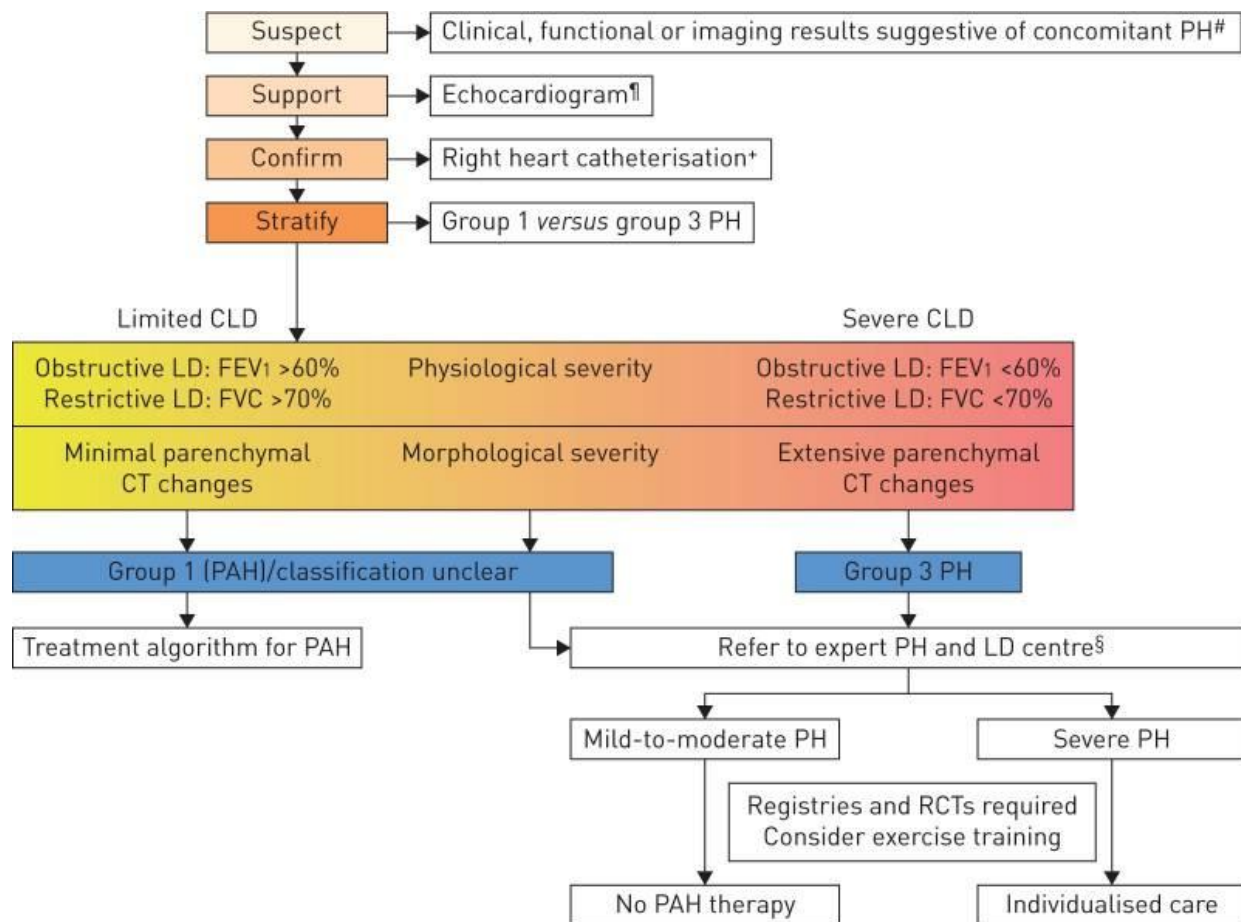 Suspect
Clinical, functional or imaging results suggestive of concomitant PH#
Support
Echocardiogram¶
Confirm
Right heart catheterisation+
Stratify
Group 1 versus group 3 PH
Limited CLD
Severe CLD
Obstructive LD: FEV1 >60%
Restrictive LD: FVC >70%
Physiological severity
Obstructive LD: FEV1 <60%
Restrictive LD: FVC <70%
Minimal parenchymal
CT changes
Morphological severity
Extensive parenchymal
CT changes
Group 1 (PAH)/classification unclear
Group 3 PH
Treatment algorithm for PAH
Refer to expert PH and LD centre§
Mild-to-moderate PH
Severe PH
Registries and RCTs required
Consider exercise training
No PAH therapy
Individualised care